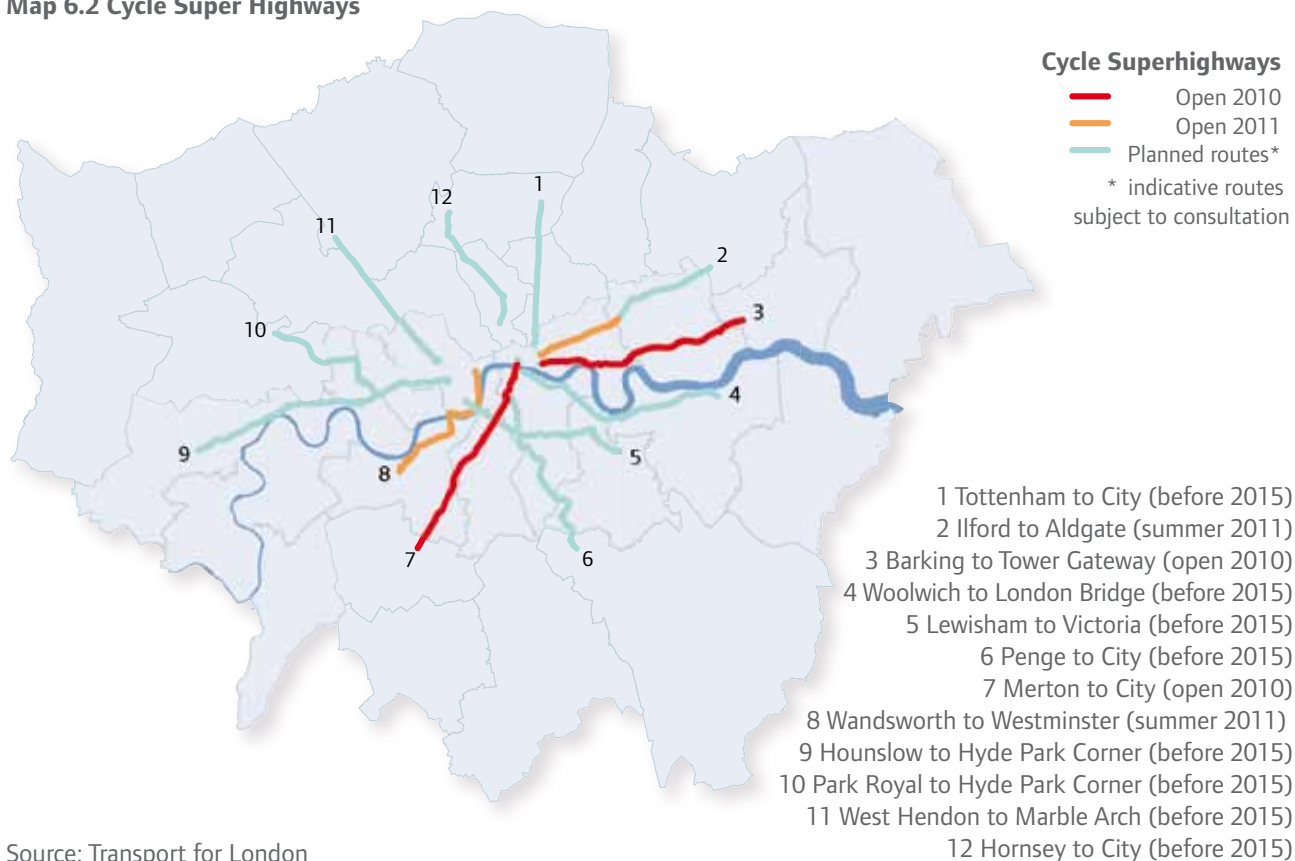 Map 6.2 Cycle Super Highways
Cycle Superhighways
Open 2010
Open 2011
Planned routes*
* indicative routes
subject to consultation
1
12
11
2
3
10
4
9
5
8
7
6
1 Tottenham to City (before 2015)
2 Ilford to Aldgate (summer 2011)
3 Barking to Tower Gateway (open 2010)
4 Woolwich to London Bridge (before 2015)
5 Lewisham to Victoria (before 2015)
6 Penge to City (before 2015)
7 Merton to City (open 2010)
8 Wandsworth to Westminster (summer 2011)
9 Hounslow to Hyde Park Corner (before 2015)
10 Park Royal to Hyde Park Corner (before 2015)
11 West Hendon to Marble Arch (before 2015)
12 Hornsey to City (before 2015)
Source: Transport for London